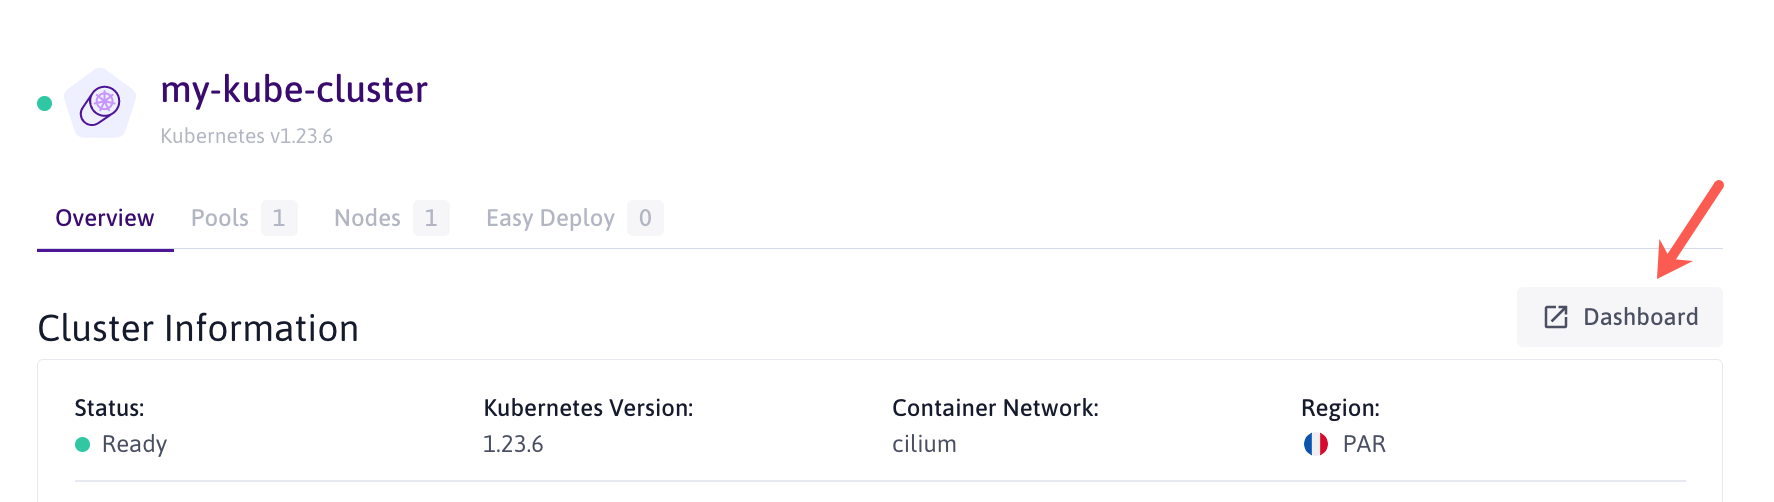 my-kube-cluster
Kubernetes v1.23.6
Overview Pools 1 Nodes 1 Easy Deploy 0
Dashboard
Cluster Information
Status: Kubernetes Version: Container Network: Region:
Ready 1.23.6 cilium PAR